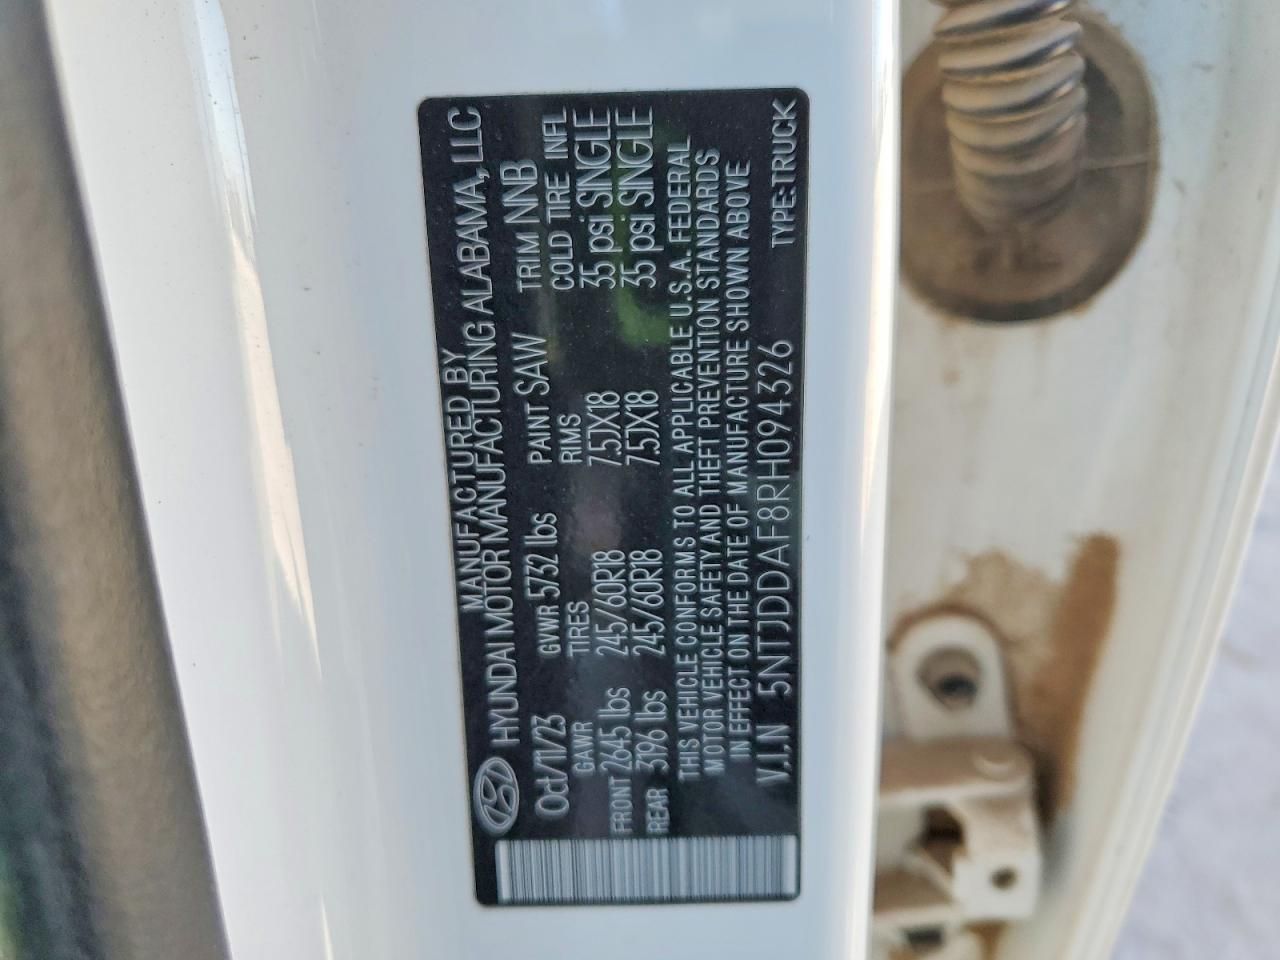 MANUFACTURED BY
HYUNDAI MOTOR MANUFACTURING ALABAMA, LLC
Oct/11/23 GVWR 5732 lbs PAINT SAW TRIM NNB
GAWR TIRES RIMS COLD TIRE INFL
FRONT 2645 lbs 245/60R18 7.5JX18 35 psi SINGLE
REAR 3196 lbs 245/60R18 7.5JX18 35 psi SINGLE
THIS VEHICLE CONFORMS TO ALL APPLICABLE U.S.A. FEDERAL
MOTOR VEHICLE SAFETY AND THEFT PREVENTION STANDARDS
IN EFFECT ON THE DATE OF MANUFACTURE SHOWN ABOVE
V.I.N 5NTJDDAF8RH094326 TYPE:TRUCK